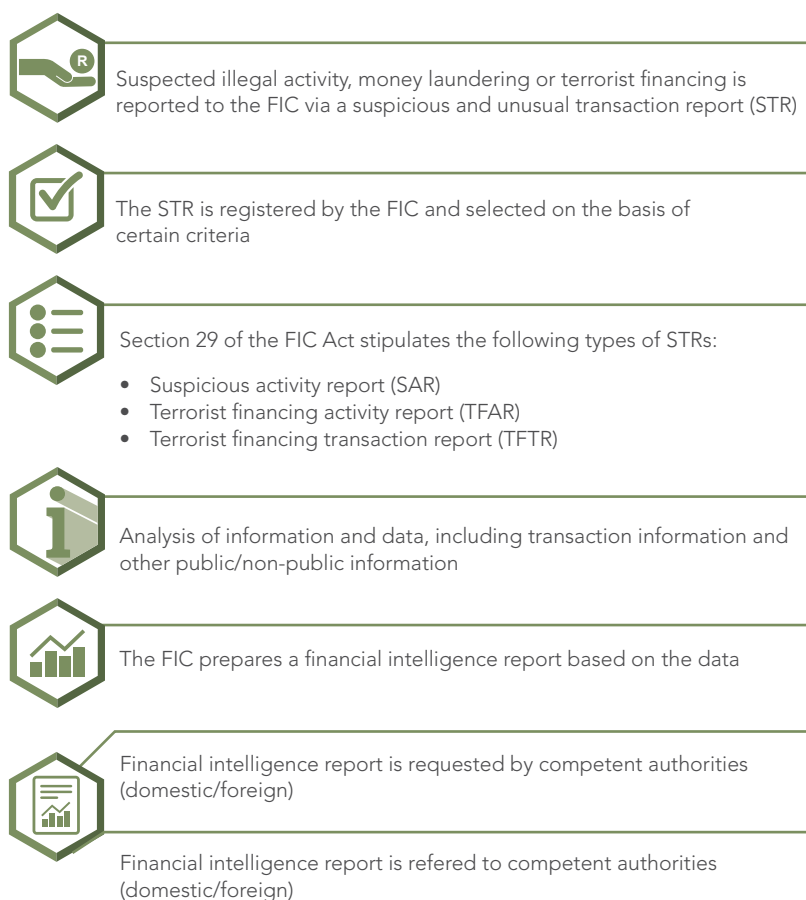 R
Suspected illegal activity, money laundering or terrorist financing is
reported to the FIC via a suspicious and unusual transaction report (STR)
The STR is registered by the FIC and selected on the basis of
certain criteria
Section 29 of the FIC Act stipulates the following types of STRs:
• Suspicious activity report (SAR)
• Terrorist financing activity report (TFAR)
• Terrorist financing transaction report (TFTR)
Analysis of information and data, including transaction information and
other public/non-public information
The FIC prepares a financial intelligence report based on the data
Financial intelligence report is requested by competent authorities
(domestic/foreign)
Financial intelligence report is refered to competent authorities
(domestic/foreign)